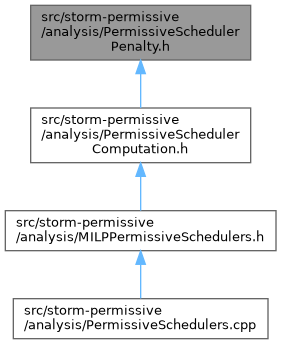 src/storm-permissive
/analysis/PermissiveScheduler
Penalty.h
src/storm-permissive
/analysis/PermissiveScheduler
Computation.h
src/storm-permissive
/analysis/MILPPermissiveSchedulers.h
src/storm-permissive
/analysis/PermissiveSchedulers.cpp